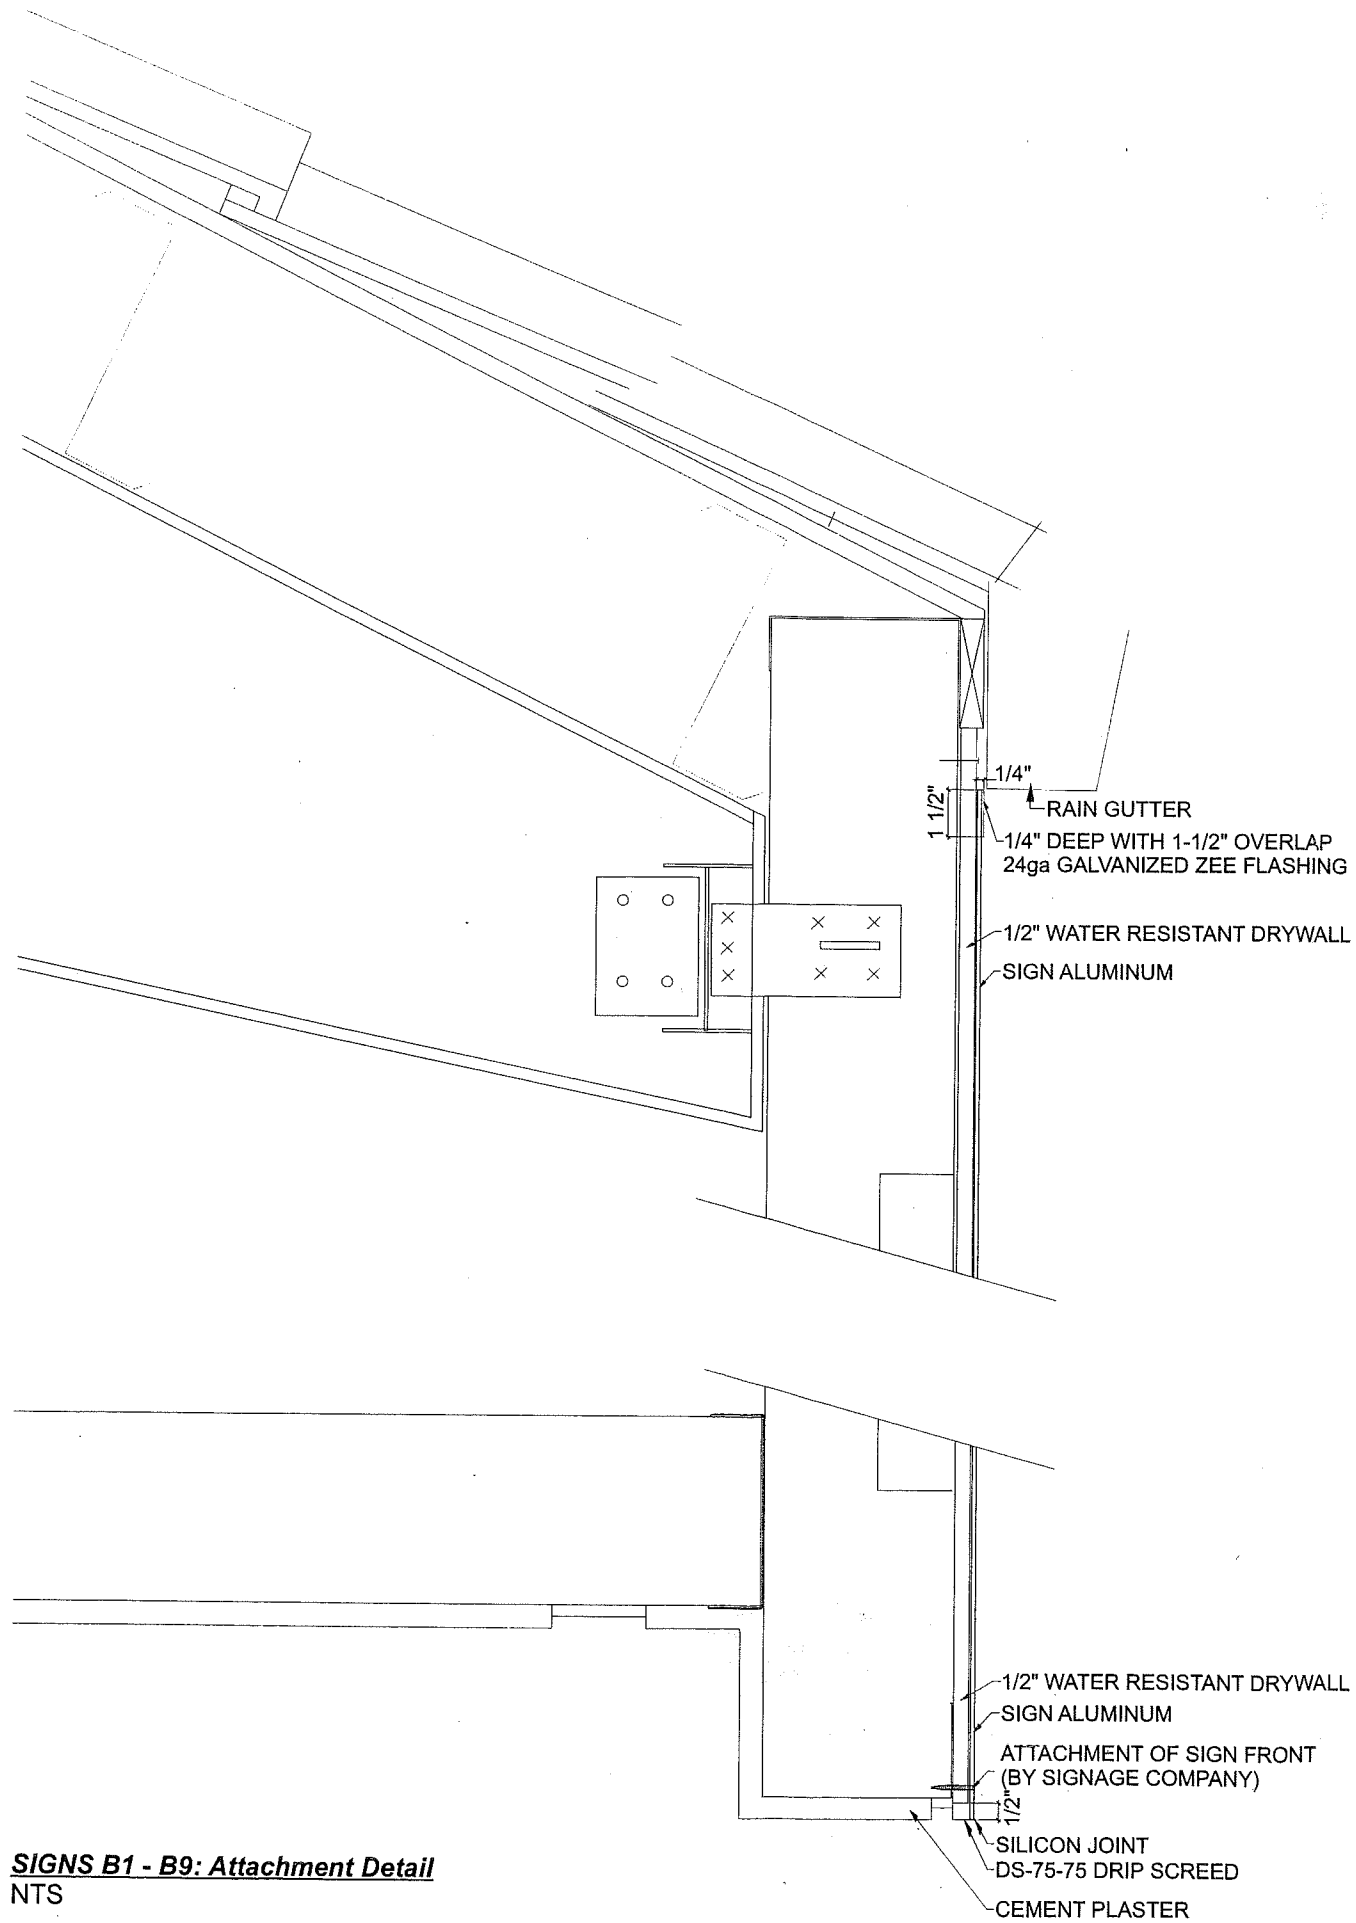 1/4"
1 1/2"
RAIN GUTTER
1/4" DEEP WITH 1-1/2" OVERLAP
24ga GALVANIZED ZEE FLASHING
1/2" WATER RESISTANT DRYWALL
SIGN ALUMINUM
1/2" WATER RESISTANT DRYWALL
SIGN ALUMINUM
ATTACHMENT OF SIGN FRONT
(BY SIGNAGE COMPANY)
1/2"
SILICON JOINT
DS-75-75 DRIP SCREED
CEMENT PLASTER
SIGNS B1 - B9: Attachment Detail
NTS